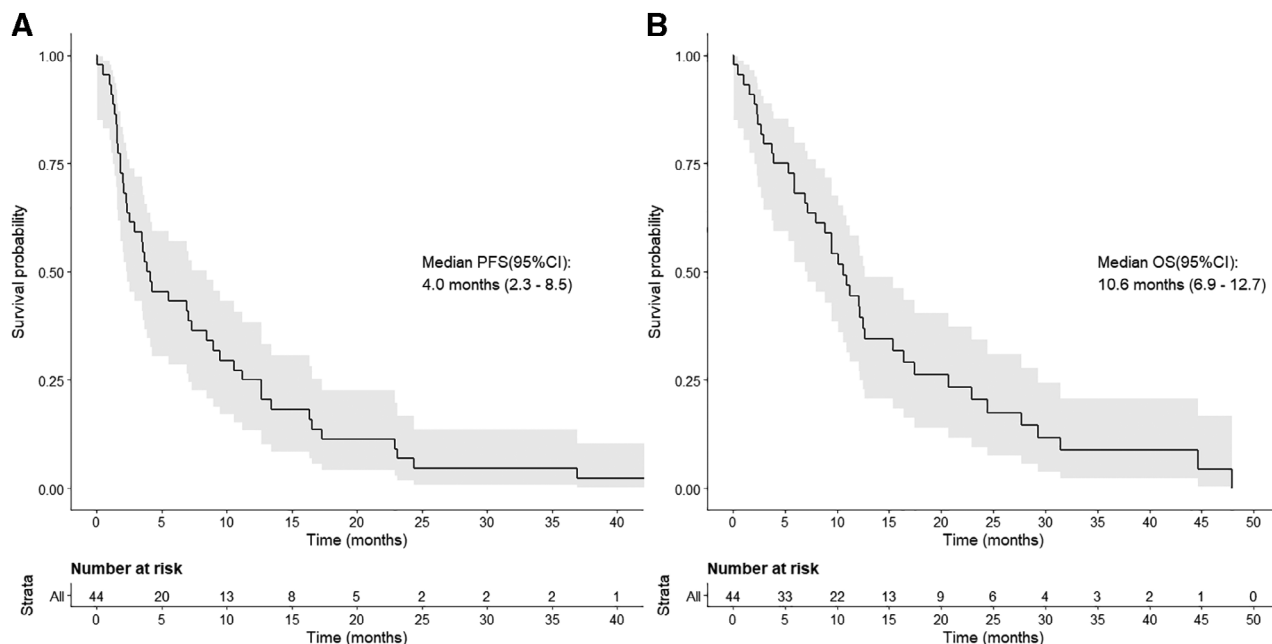 A
Survival probability
1.00
0.75
0.50
0.25
0.00
Median PFS(95%CI):
4.0 months (2.3 - 8.5)
0 5 10 15 20 25 30 35 40
Time (months)
Number at risk
Strata
All 44 20 13 8 5 2 2 2 1
0 5 10 15 20 25 30 35 40
Time (months)
B
Survival probability
1.00
0.75
0.50
0.25
0.00
Median OS(95%CI):
10.6 months (6.9 - 12.7)
0 5 10 15 20 25 30 35 40 45 50
Time (months)
Number at risk
Strata
All 44 33 22 13 9 6 4 3 2 1 0
0 5 10 15 20 25 30 35 40 45 50
Time (months)